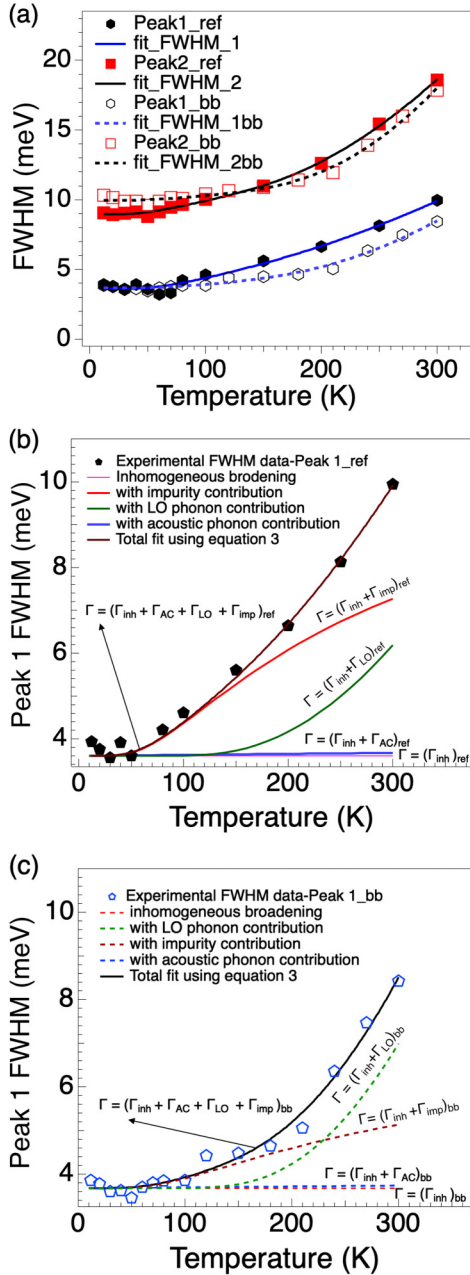 (a)
20
15
10
5
0
FWHM (meV)
Peak1_ref
fit_FWHM_1
Peak2_ref
fit_FWHM_2
Peak1_bb
fit_FWHM_1bb
Peak2_bb
fit_FWHM_2bb
0 100 200 300
Temperature (K)
(b)
10
8
6
4
Peak 1 FWHM (meV)
Experimental FWHM data-Peak 1_ref
Inhomogeneous brodening
with impurity contribution
with LO phonon contribution
with acoustic phonon contribution
Total fit using equation 3
Γ = (Γinh + ΓAC + ΓLO + Γimp)ref
Γ = (Γinh +Γimp)ref
Γ = (Γinh+ΓLO)ref
Γ = (Γinh + ΓAC)ref
Γ = (Γinh)ref
0 100 200 300
Temperature (K)
(c)
10
8
6
4
Peak 1 FWHM (meV)
Experimental FWHM data-Peak 1_bb
inhomogeneous broadening
with LO phonon contribution
with impurity contribution
with acoustic phonon contribution
Total fit using equation 3
Γ = (Γinh + ΓAC + ΓLO + Γimp)bb
Γ = (Γinh+ΓLO)bb
Γ = (Γinh +Γimp)bb
Γ = (Γinh + ΓAC)bb
Γ = (Γinh)bb
0 100 200 300
Temperature (K)